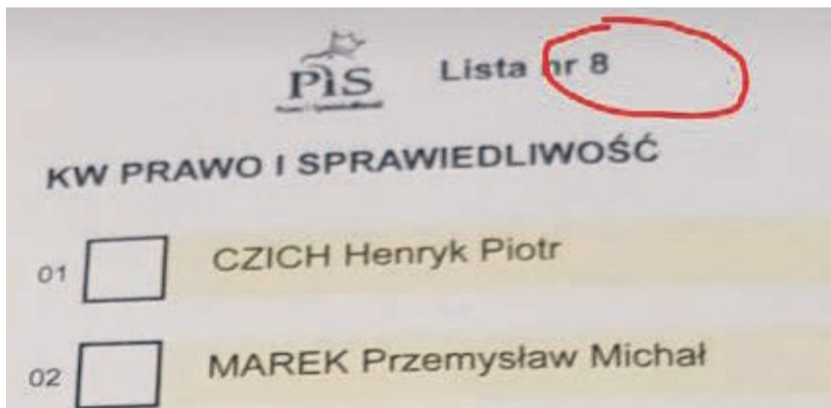 PiS Lista nr 8
KW PRAWO I SPRAWIEDLIWOŚĆ
01 CZICH Henryk Piotr
02 MAREK Przemysław Michał